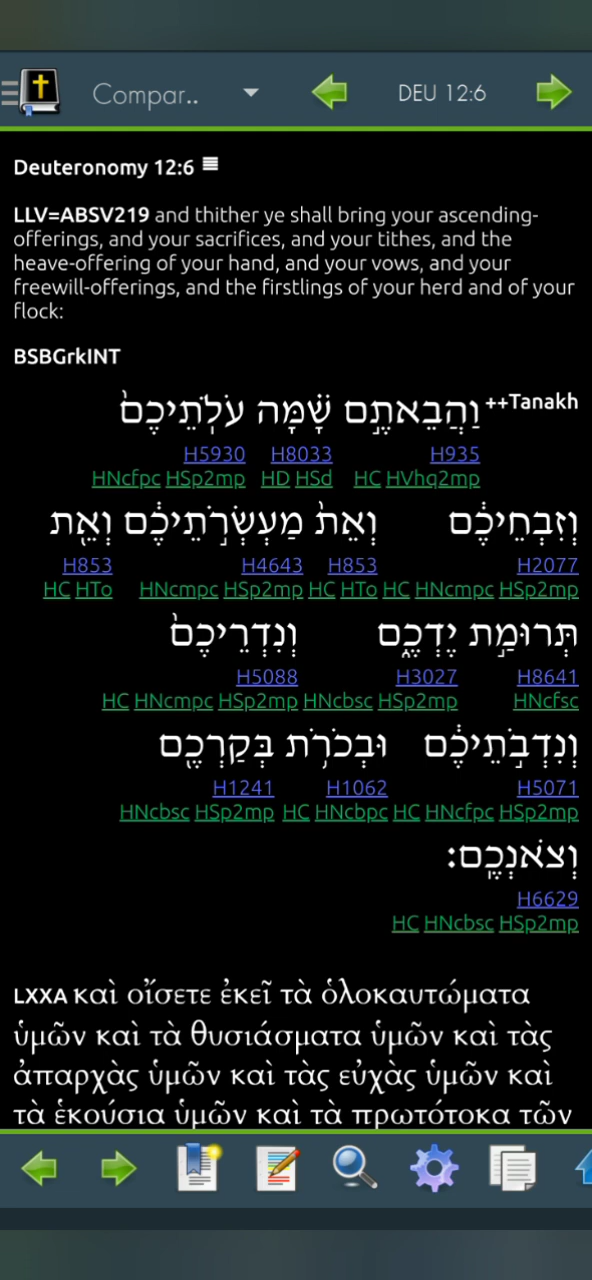 Compar.. DEU 12:6
Deuteronomy 12:6
LLV=ABSV219 and thither ye shall bring your ascending-
offerings, and your sacrifices, and your tithes, and the
heave-offering of your hand, and your vows, and your
freewill-offerings, and the firstlings of your herd and of your
flock:
BSBGrkINT
++Tanakh וַהֲבֵאתֶ֣ם שָׁ֗מָּה עֹלֹֽתֵיכֶם֙
H5930 H8033 H935
HNcfpc HSp2mp HD HSd HC HVhq2mp
וְזִבְחֵיכֶ֔ם וְאֵת֙ מַעְשְׂרֹ֣תֵיכֶ֔ם וְאֵ֖ת
H853 H4643 H853 H2077
HC HTo HNcmpc HSp2mp HC HTo HC HNcmpc HSp2mp
תְּרוּמַ֣ת יֶדְכֶ֑ם וְנִדְרֵיכֶם֙
H5088 H3027 H8641
HC HNcmpc HSp2mp HNcbsc HSp2mp HNcfsc
וְנִדְבֹ֣תֵיכֶ֔ם וּבְכֹרֹ֥ת בְּקַרְכֶ֖ם
H1241 H1062 H5071
HNcbsc HSp2mp HC HNcbpc HC HNcfpc HSp2mp
וְצֹאנְכֶֽם׃
H6629
HC HNcbsc HSp2mp
LXXA καὶ οἴσετε ἐκεῖ τὰ ὁλοκαυτώματα
ὑμῶν καὶ τὰ θυσιάσματα ὑμῶν καὶ τὰς
ἀπαρχὰς ὑμῶν καὶ τὰς εὐχὰς ὑμῶν καὶ
τὰ ἑκούσια ὑμῶν καὶ τὰ πρωτότοκα τῶν